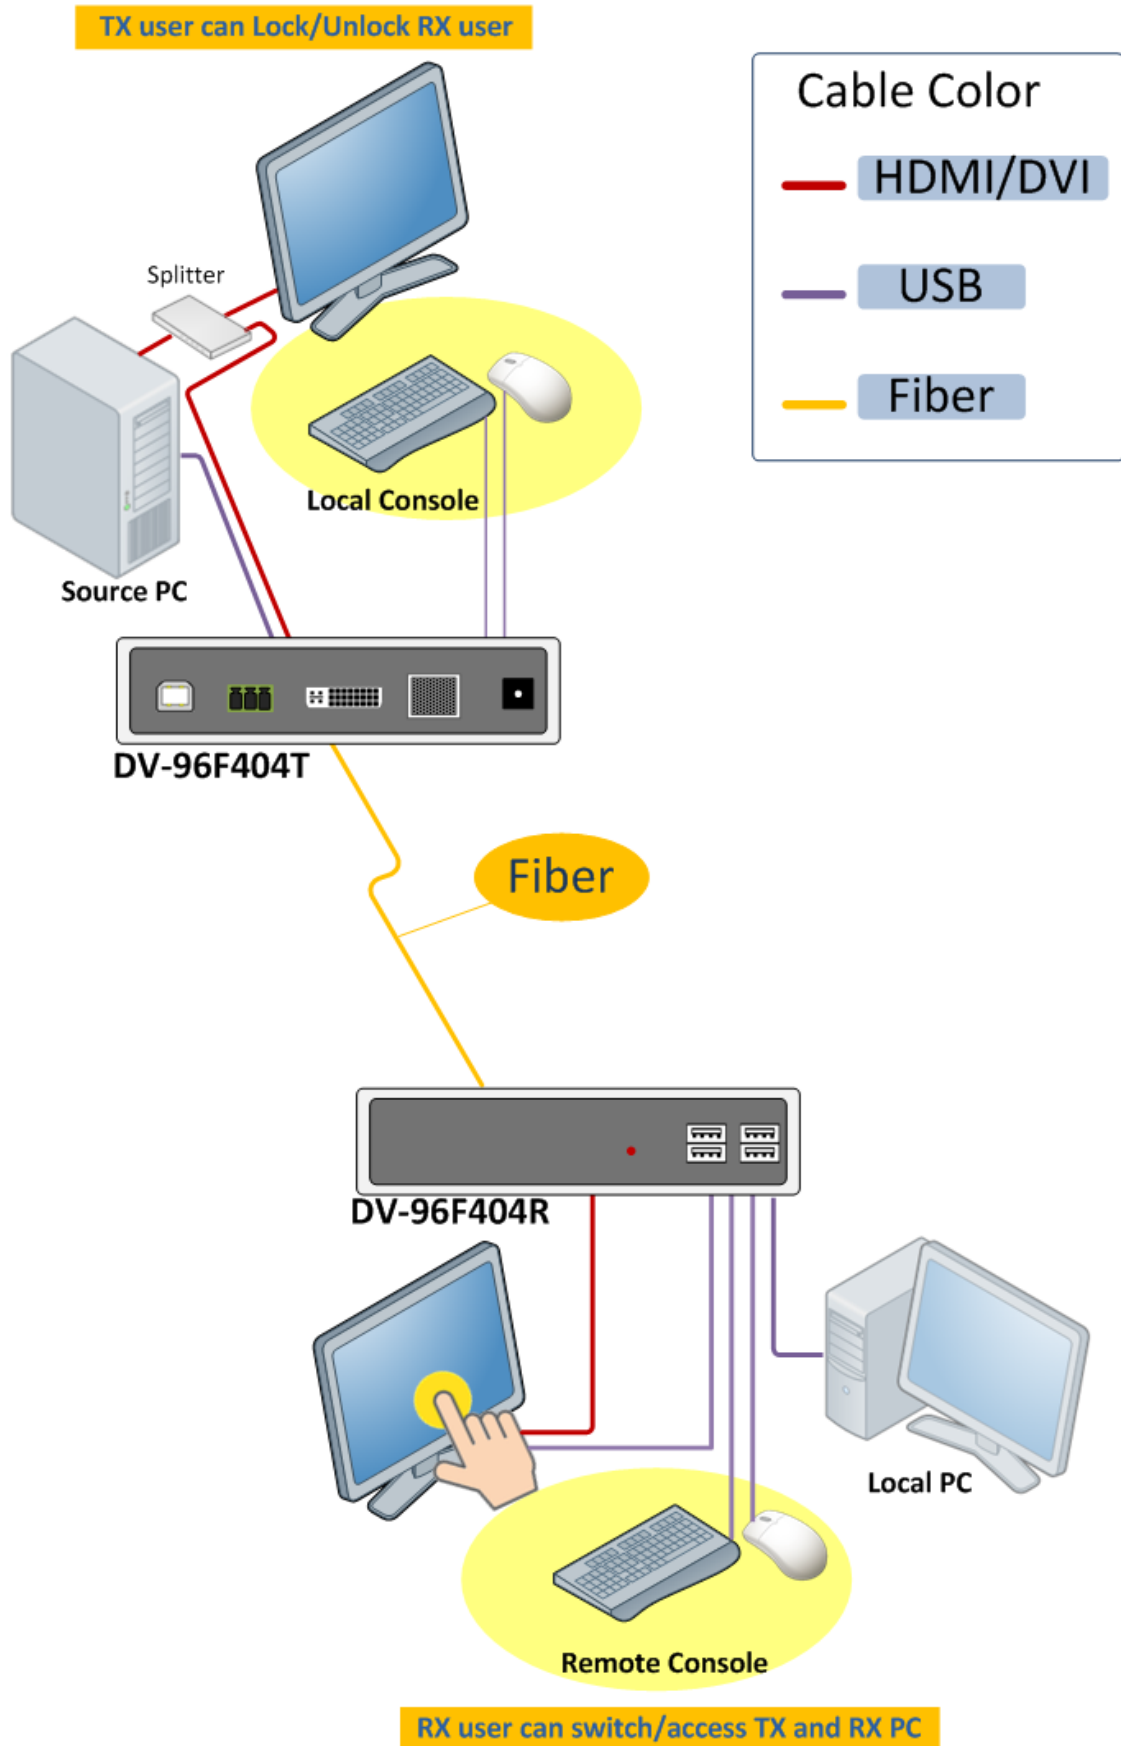 TX user can Lock/Unlock RX user
Cable Color
HDMI/DVI
USB
Fiber
Splitter
Local Console
Source PC
DV-96F404T
Fiber
DV-96F404R
Local PC
Remote Console
RX user can switch/access TX and RX PC